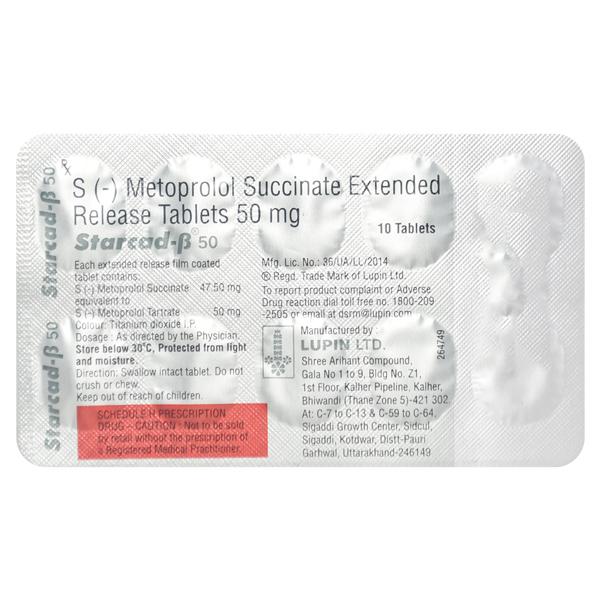 Rx
S (-) Metoprolol Succinate Extended
Release Tablets 50 mg
Starcad-β® 50
10 Tablets
Each extended release film coated
tablet contains:
S (-) Metoprolol Succinate 47.50 mg
equivalent to
S (-) Metoprolol Tartrate 50 mg
Colour: Titanium dioxide I.P.
Dosage : As directed by the Physician.
Store below 30°C, Protected from light
and moisture.
Direction: Swallow intact tablet. Do not
crush or chew.
Keep out of reach of children.
SCHEDULE H PRESCRIPTION
DRUG – CAUTION : Not to be sold
by retail without the prescription of
a Registered Medical Practitioner.
Mfg. Lic. No.: 36/UA/LL/2014
® Regd. Trade Mark of Lupin Ltd.
To report product complaint or Adverse
Drug reaction dial toll free no. 1800-209
-2505 or email at dsrm@lupin.com
Manufactured by :
LUPIN LTD.
Shree Arihant Compound,
Gala No 1 to 9, Bldg No. Z1,
1st Floor, Kalher Pipeline, Kalher,
Bhiwandi (Thane Zone 5)-421 302.
At: C-7 to C-13 & C-59 to C-64,
Sigaddi Growth Center, Sidcul,
Sigaddi, Kotdwar, Distt-Pauri
Garhwal, Uttarakhand-246149
264749
Starcad-β 50
Starcad-β 50